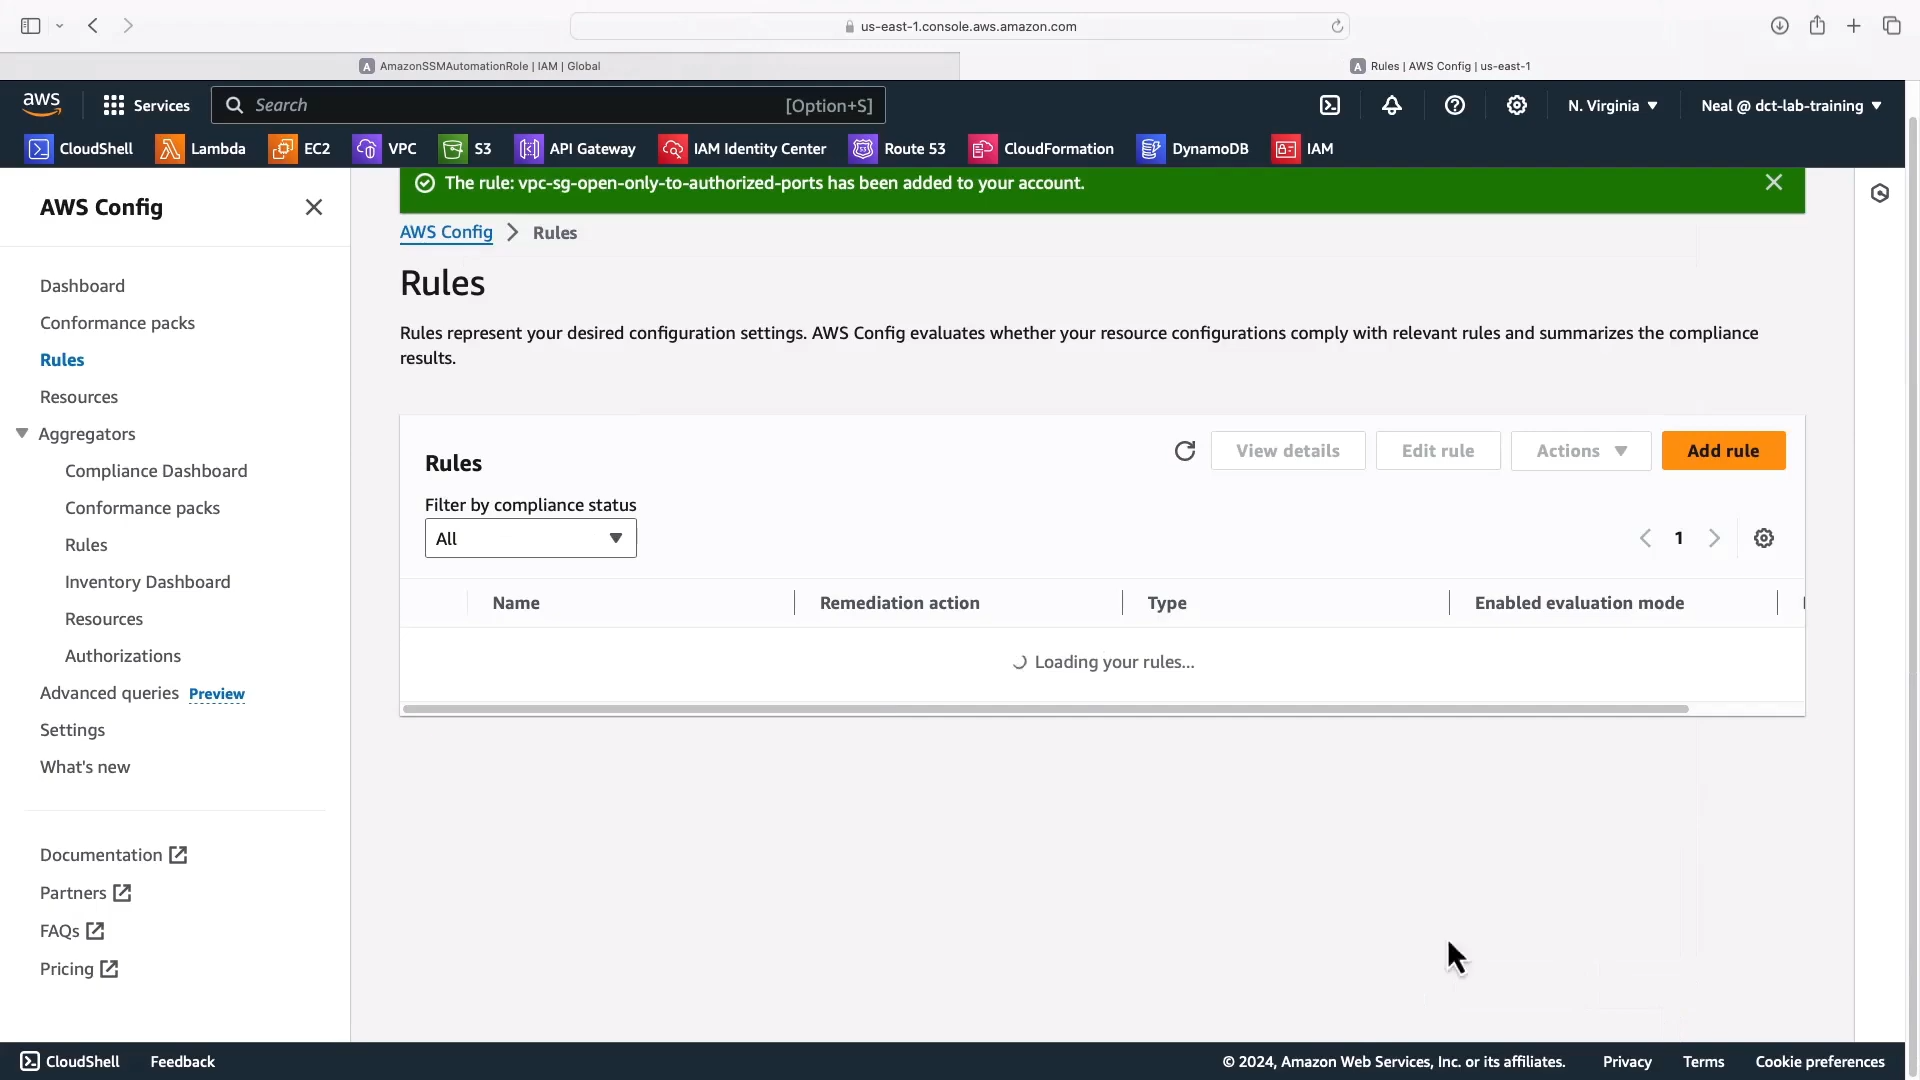 us-east-1.console.aws.amazon.com
A AmazonSSMAutomationRole | IAM | Global
A Rules | AWS Config | us-east-1
aws
Services
Search
[Option+S]
N. Virginia
Neal @ dct-lab-training
CloudShell
Lambda
EC2
VPC
S3
API Gateway
IAM Identity Center
Route 53
CloudFormation
DynamoDB
IAM
AWS Config
Dashboard
Conformance packs
Rules
Resources
Aggregators
Compliance Dashboard
Conformance packs
Rules
Inventory Dashboard
Resources
Authorizations
Advanced queries Preview
Settings
What's new
Documentation
Partners
FAQs
Pricing
The rule: vpc-sg-open-only-to-authorized-ports has been added to your account.
AWS Config > Rules
Rules
Rules represent your desired configuration settings. AWS Config evaluates whether your resource configurations comply with relevant rules and summarizes the compliance
results.
Rules
View details
Edit rule
Actions
Add rule
Filter by compliance status
All
1
Name
Remediation action
Type
Enabled evaluation mode
Loading your rules...
CloudShell
Feedback
© 2024, Amazon Web Services, Inc. or its affiliates.
Privacy
Terms
Cookie preferences